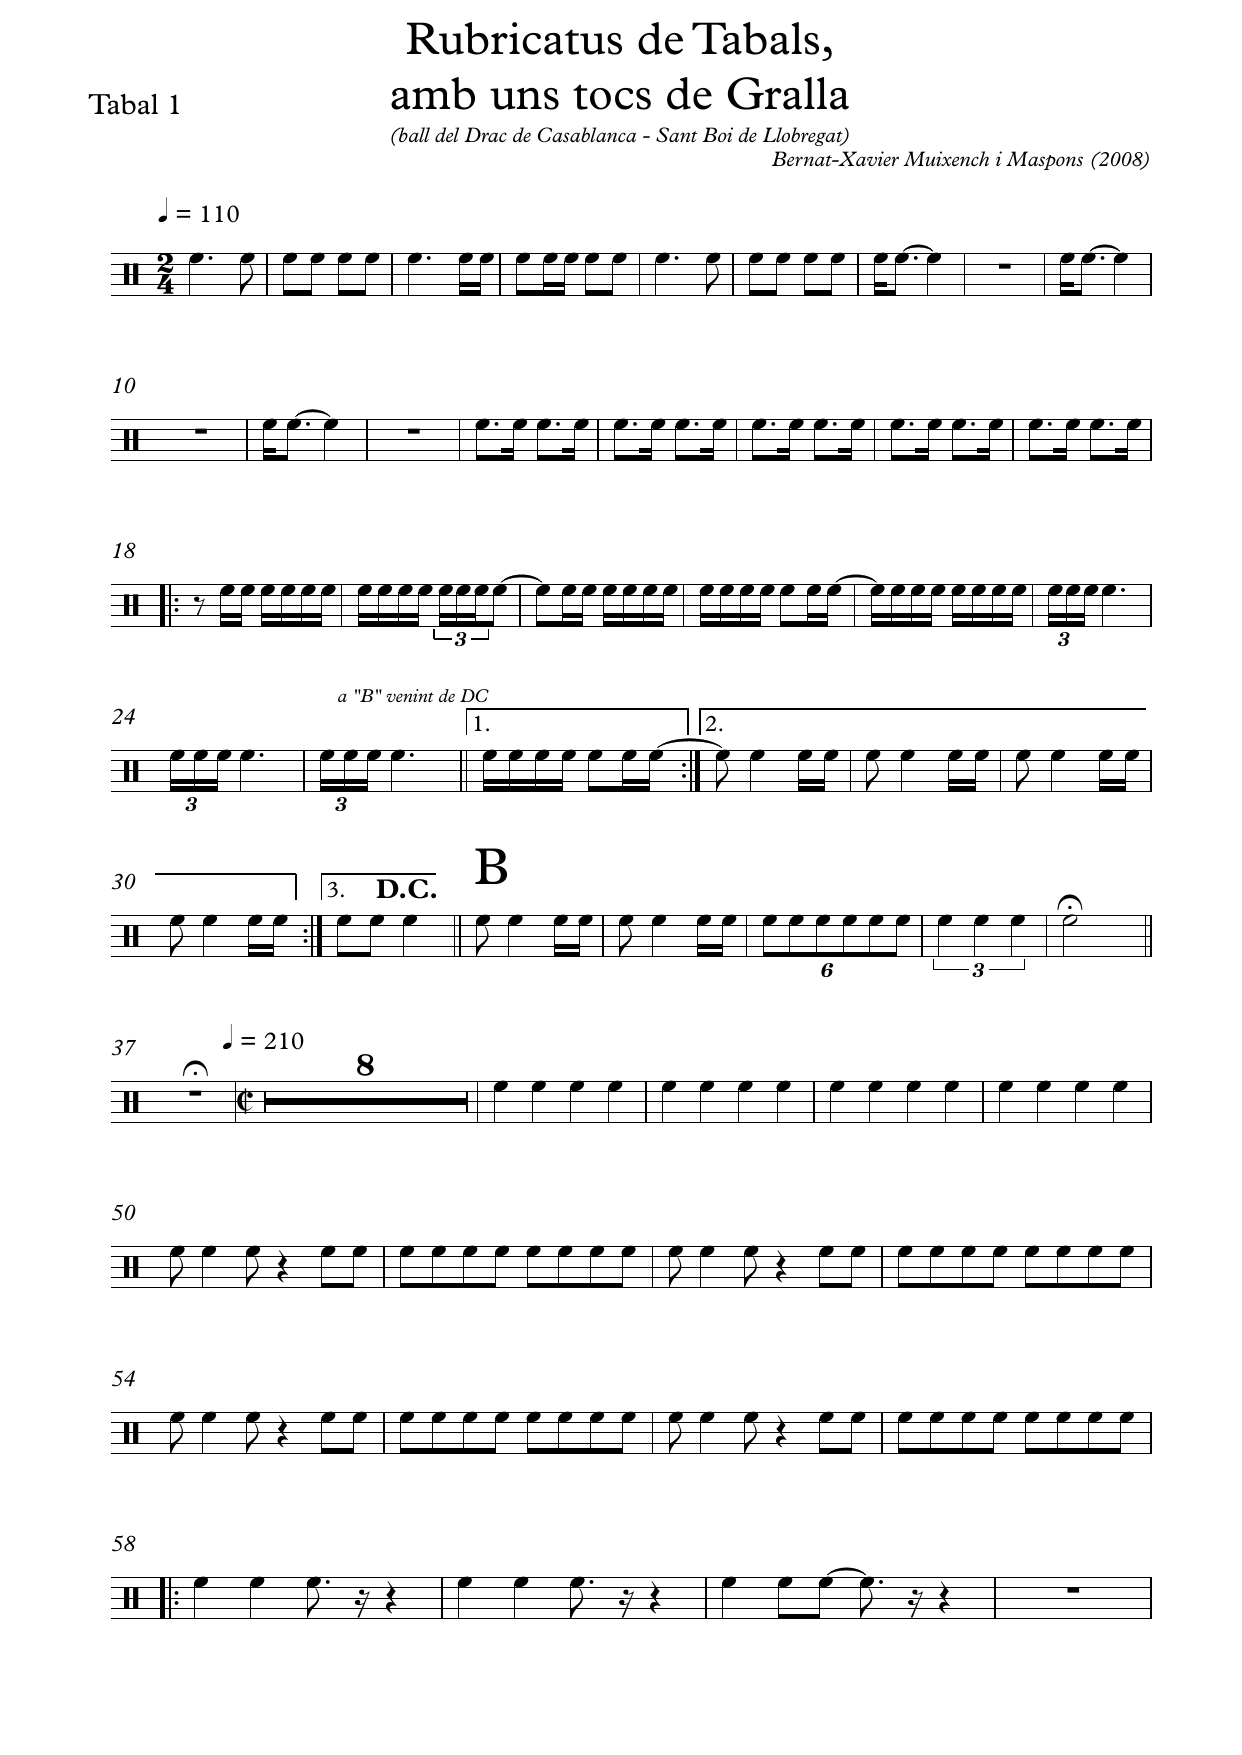 Rubricatus de Tabals,
amb uns tocs de Gralla
Tabal 1
(ball del Drac de Casablanca - Sant Boi de Llobregat)
Bernat-Xavier Muixench i Maspons (2008)
♩ = 110
2
4
10
18
3
3
24
a "B" venint de DC
1.
2.
3
3
30
3.
D.C.
B
6
3
37
♩ = 210
8
50
54
58